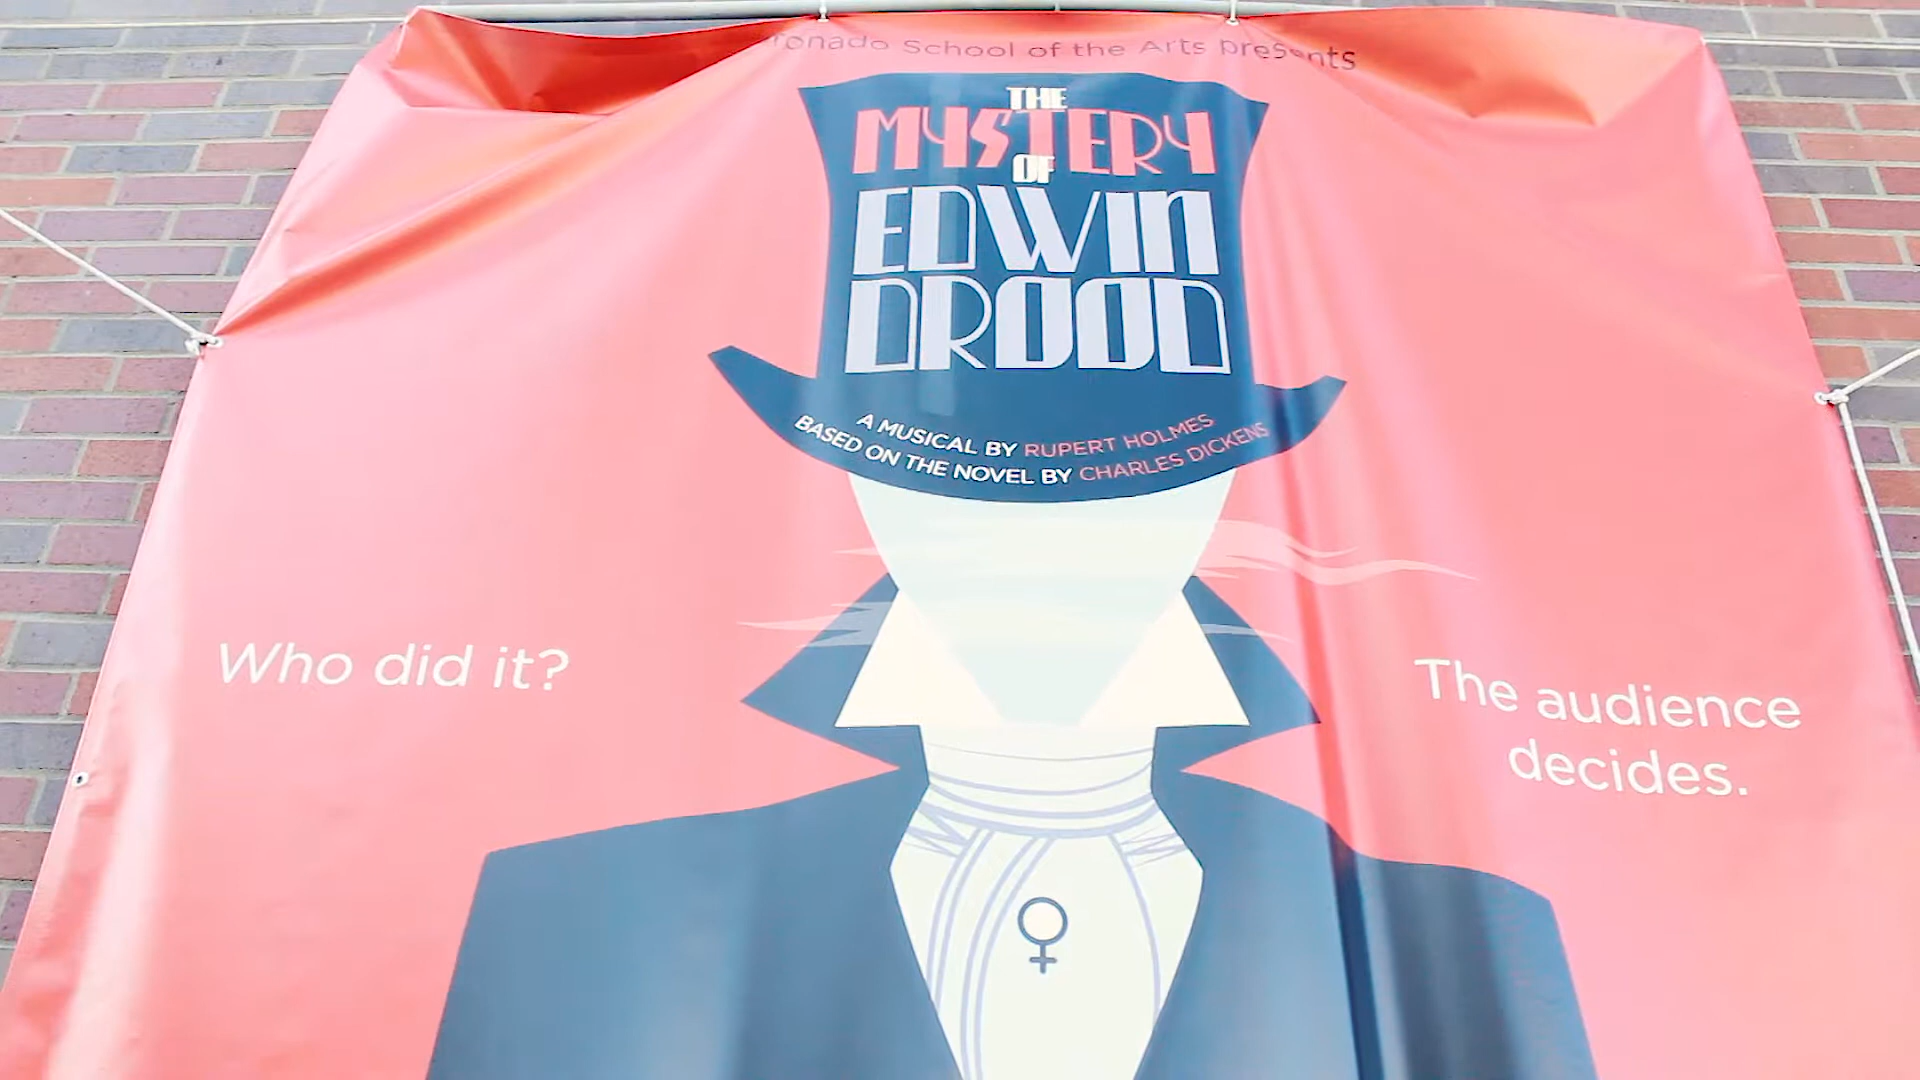 School of the Arts presents
THE
MYSTERY
OF
EDWIN
DROOD
A MUSICAL BY RUPERT HOLMES
BASED ON THE NOVEL BY CHARLES DICKENS
Who did it?
The audience
decides.